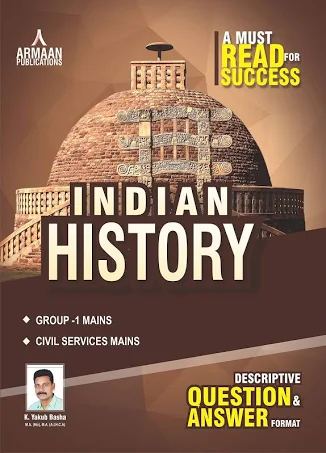 ARMAAN
PUBLICATIONS
A MUST
READ FOR
SUCCESS
INDIAN
HISTORY
GROUP -1 MAINS
CIVIL SERVICES MAINS
K. Yakub Basha
DESCRIPTIVE
QUESTION &
ANSWER FORMAT